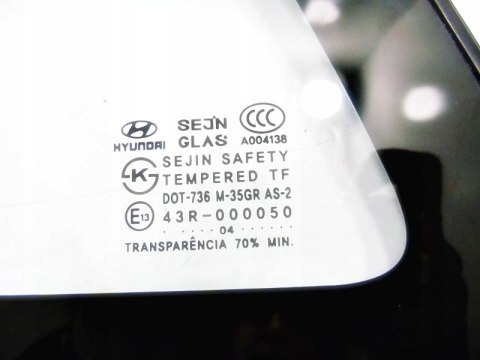 HYUNDAI
SEJIN
GLAS
CCC
A004138
SEJIN SAFETY
TEMPERED TF
DOT-736 M-35GR AS-2
E13 43R-000050
····· 04 ······
TRANSPARÊNCIA 70% MIN.